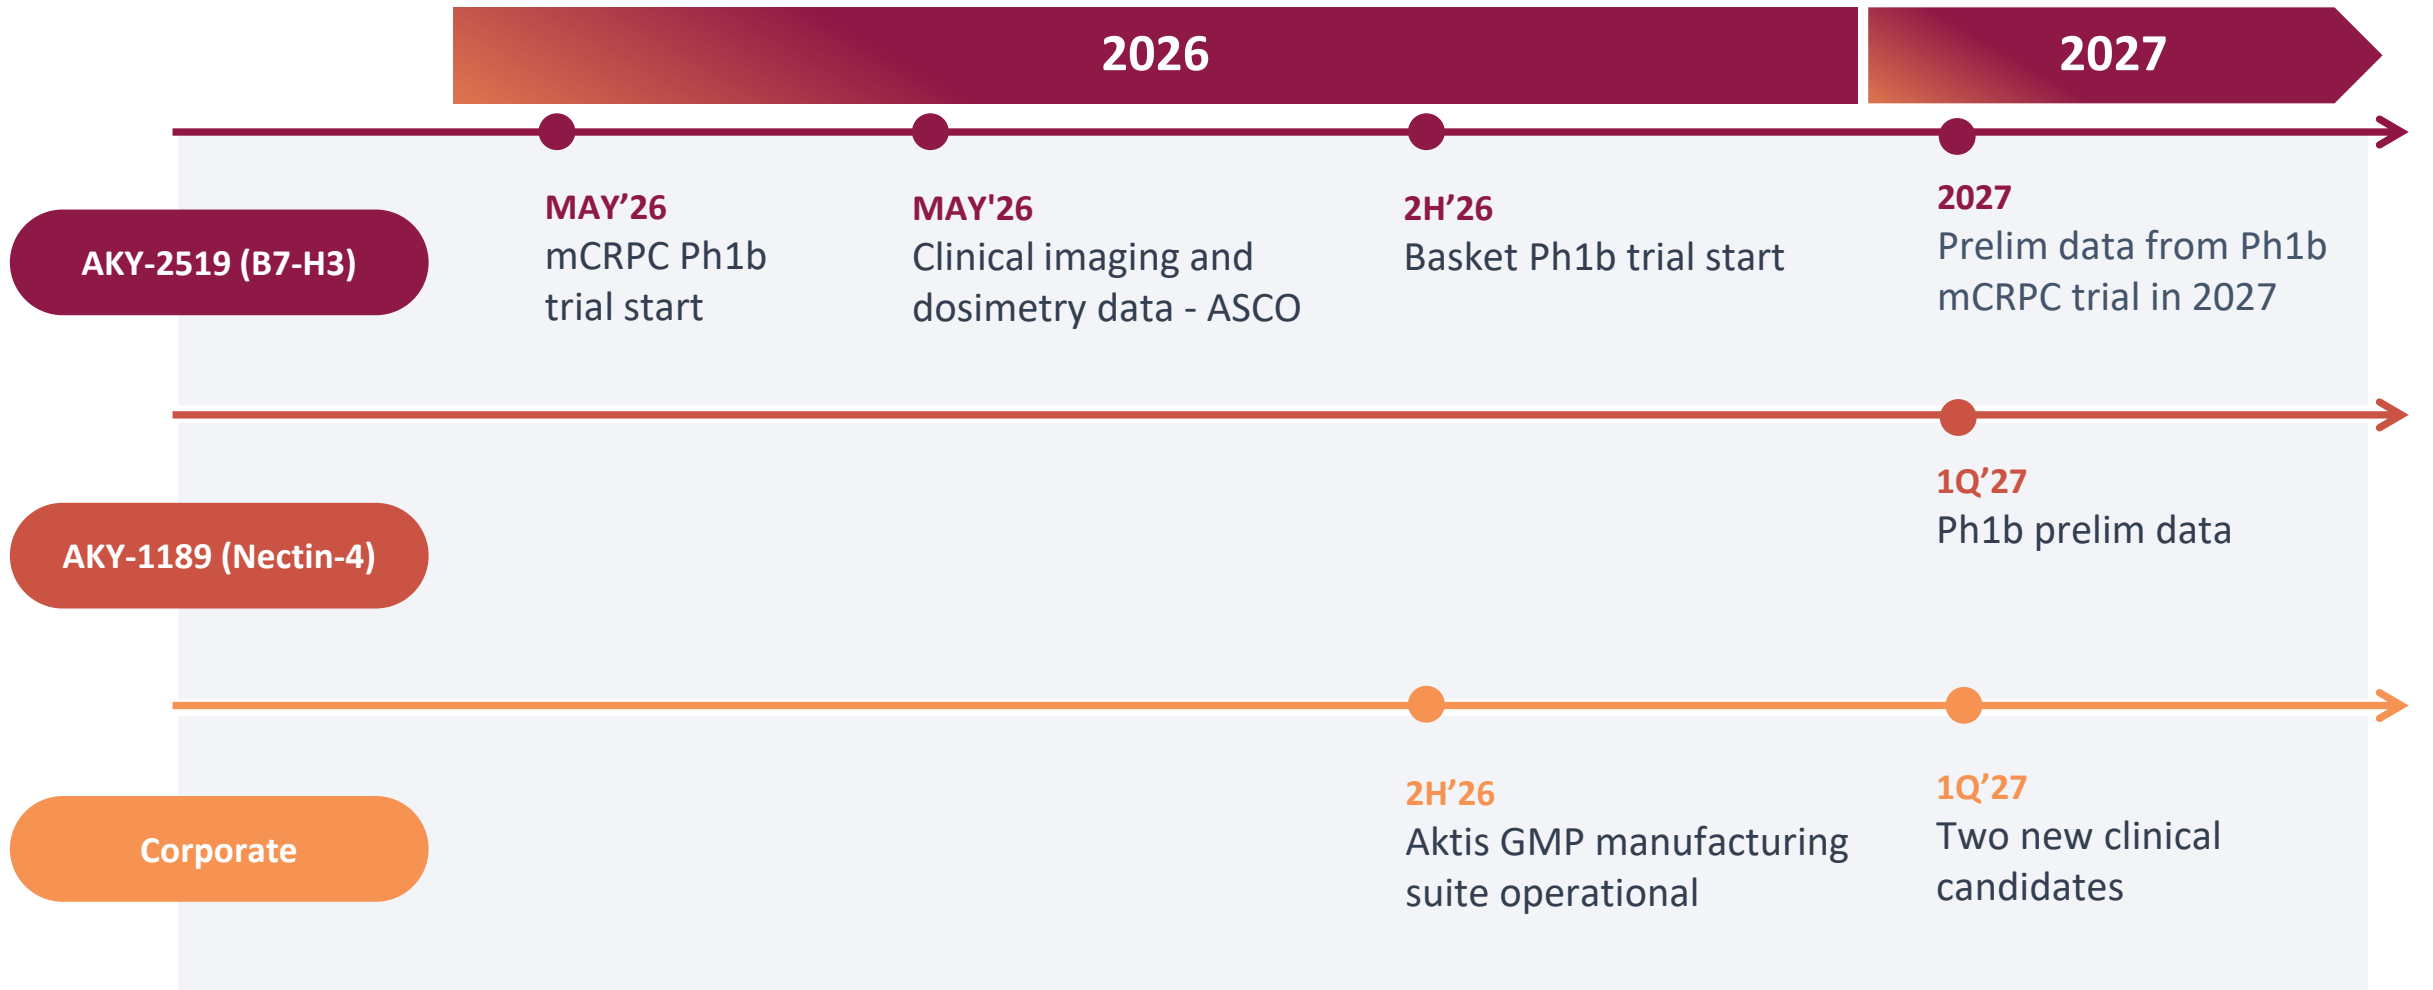 2026
2027
AKY-2519 (B7-H3)
MAY’26
mCRPC Ph1b
trial start
MAY'26
Clinical imaging and
dosimetry data - ASCO
2H’26
Basket Ph1b trial start
2027
Prelim data from Ph1b
mCRPC trial in 2027
AKY-1189 (Nectin-4)
1Q’27
Ph1b prelim data
Corporate
2H’26
Aktis GMP manufacturing
suite operational
1Q’27
Two new clinical
candidates